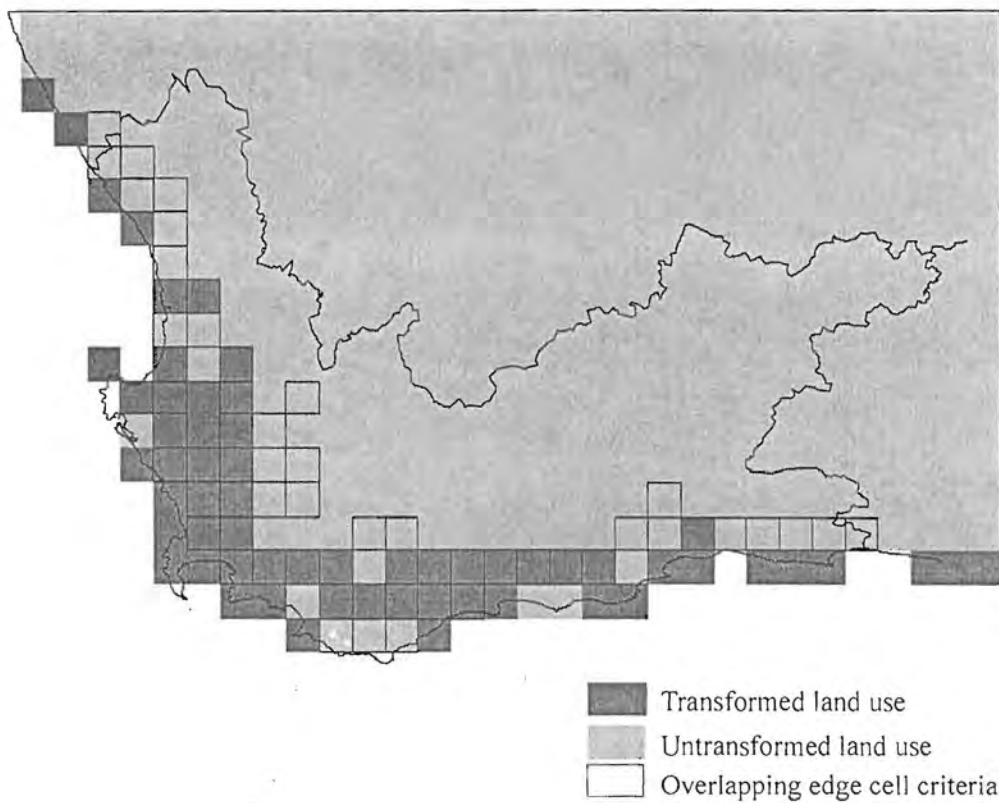 Transformed land use
Untransformed land use
Overlapping edge cell criteria